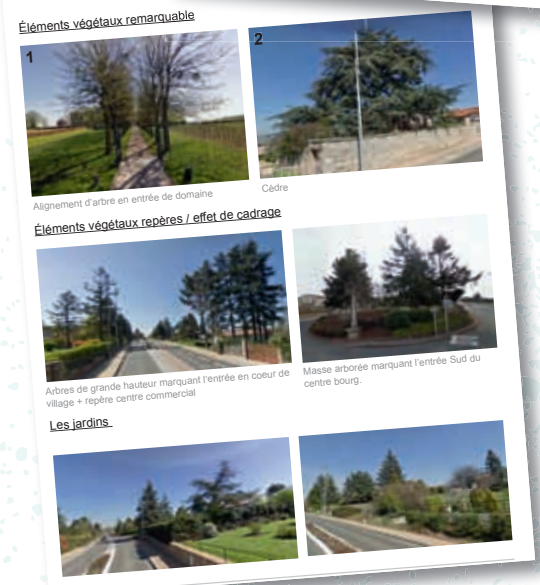 Éléments végétaux remarquable
1
2
Alignement d'arbre en entrée de domaine
Cèdre
Éléments végétaux repères / effet de cadrage
Arbres de grande hauteur marquant l'entrée en coeur de
village + repère centre commercial
Masse arborée marquant l'entrée Sud du
centre bourg.
Les jardins